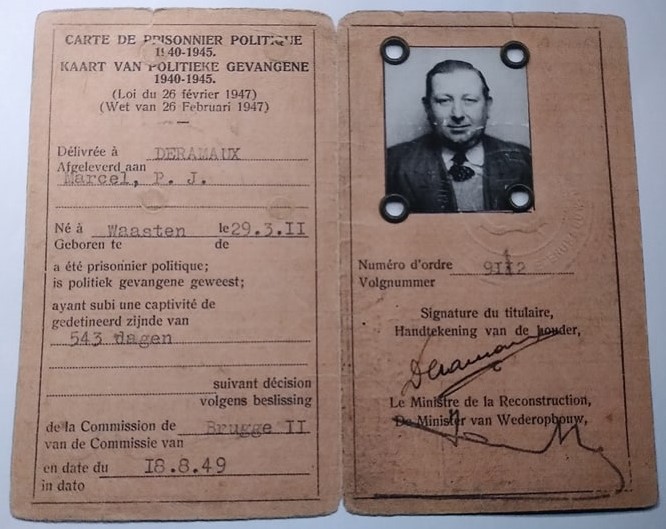 CARTE DE PRISONNIER POLITIQUE
1940-1945.
KAART VAN POLITIEKE GEVANGENE
1940-1945.
(Loi du 26 février 1947)
(Wet van 26 Februari 1947)
Délivrée à DERAMAUX
Afgeleverd aan
Marcel, P. J.
Né à Waasten le 29.3.II
Geboren te de
a été prisonnier politique;
is politiek gevangene geweest;
ayant subi une captivité de
gedetineerd zijnde van
543 dagen
suivant décision
volgens beslissing
de la Commission de Brugge II
van de Commissie van
en date du I8.8.49
in dato
Numéro d'ordre 9II2
Volgnummer
Signature du titulaire,
Handtekening van de houder,
Deramaux
Le Ministre de la Reconstruction,
De Minister van Wederopbouw,